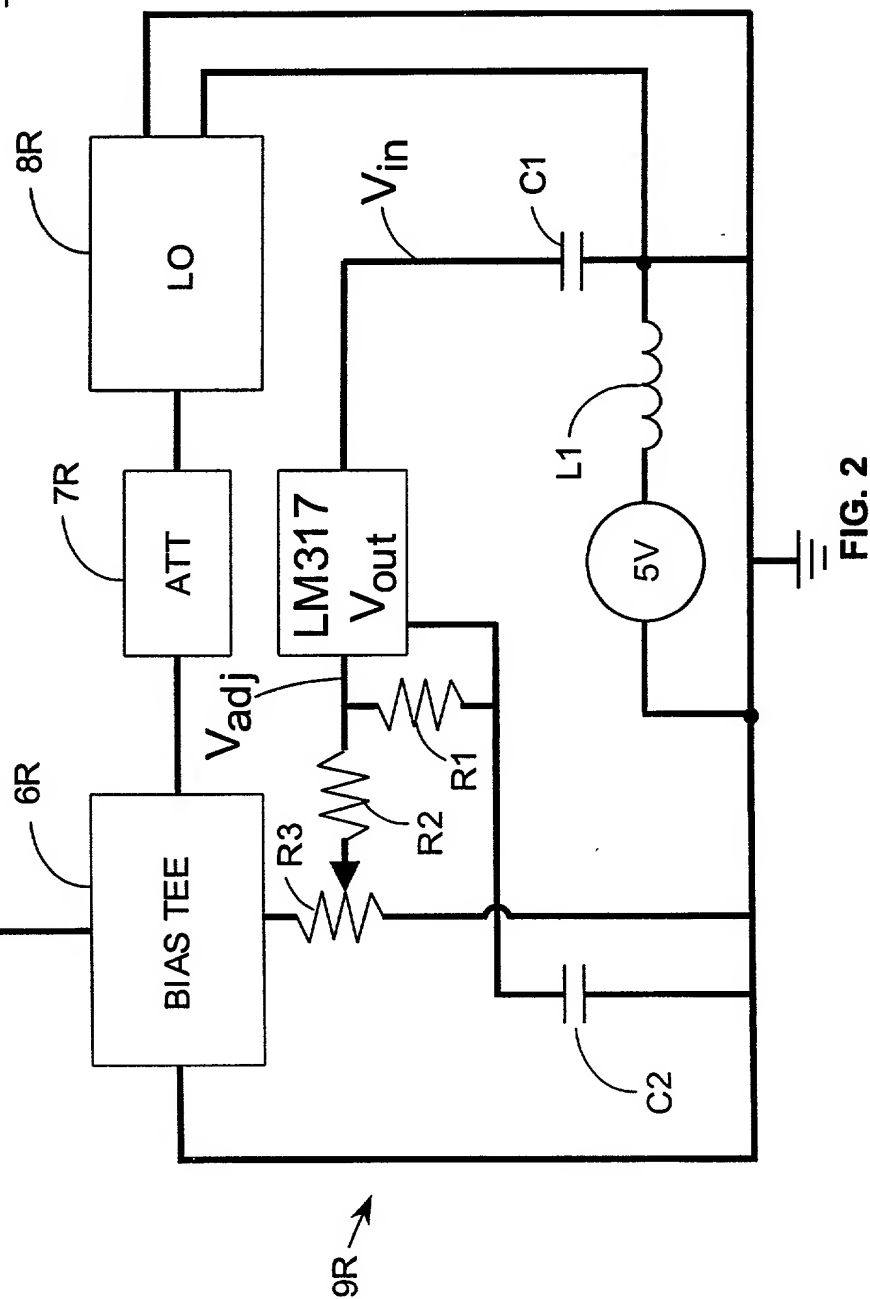 6R
7R
8R
BIAS TEE
ATT
LO
Vadj
LM317
Vout
Vin
R3
R2
R1
C1
C2
L1
5V
9R
FIG. 2